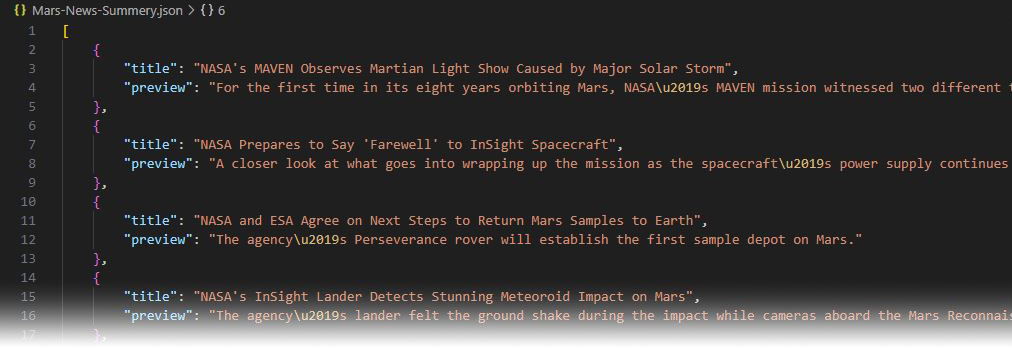 {} Mars-News-Summery.json > {} 6
1 [
2 {
3 "title": "NASA's MAVEN Observes Martian Light Show Caused by Major Solar Storm",
4 "preview": "For the first time in its eight years orbiting Mars, NASA\u2019s MAVEN mission witnessed two different t
5 },
6 {
7 "title": "NASA Prepares to Say 'Farewell' to InSight Spacecraft",
8 "preview": "A closer look at what goes into wrapping up the mission as the spacecraft\u2019s power supply continues
9 },
10 {
11 "title": "NASA and ESA Agree on Next Steps to Return Mars Samples to Earth",
12 "preview": "The agency\u2019s Perseverance rover will establish the first sample depot on Mars."
13 },
14 {
15 "title": "NASA's InSight Lander Detects Stunning Meteoroid Impact on Mars",
16 "preview": "The agency\u2019s lander felt the ground shake during the impact while cameras aboard the Mars Reconnais
17 },